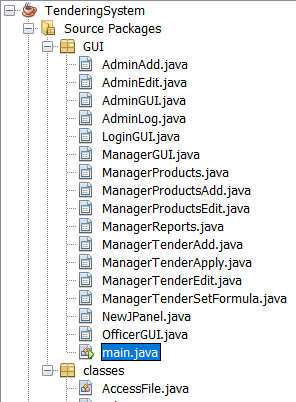 TenderingSystem
Source Packages
GUI
AdminAdd.java
AdminEdit.java
AdminGUI.java
AdminLog.java
LoginGUI.java
ManagerGUI.java
ManagerProducts.java
ManagerProductsAdd.java
ManagerProductsEdit.java
ManagerReports.java
ManagerTenderAdd.java
ManagerTenderApply.java
ManagerTenderEdit.java
ManagerTenderSetFormula.java
NewJPanel.java
OfficerGUI.java
main.java
classes
AccessFile.java